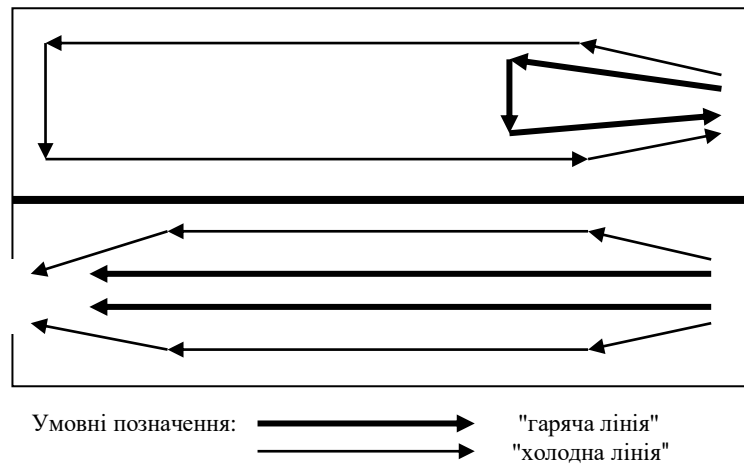 Умовні позначення:
"гаряча лінія"
"холодна лінія"